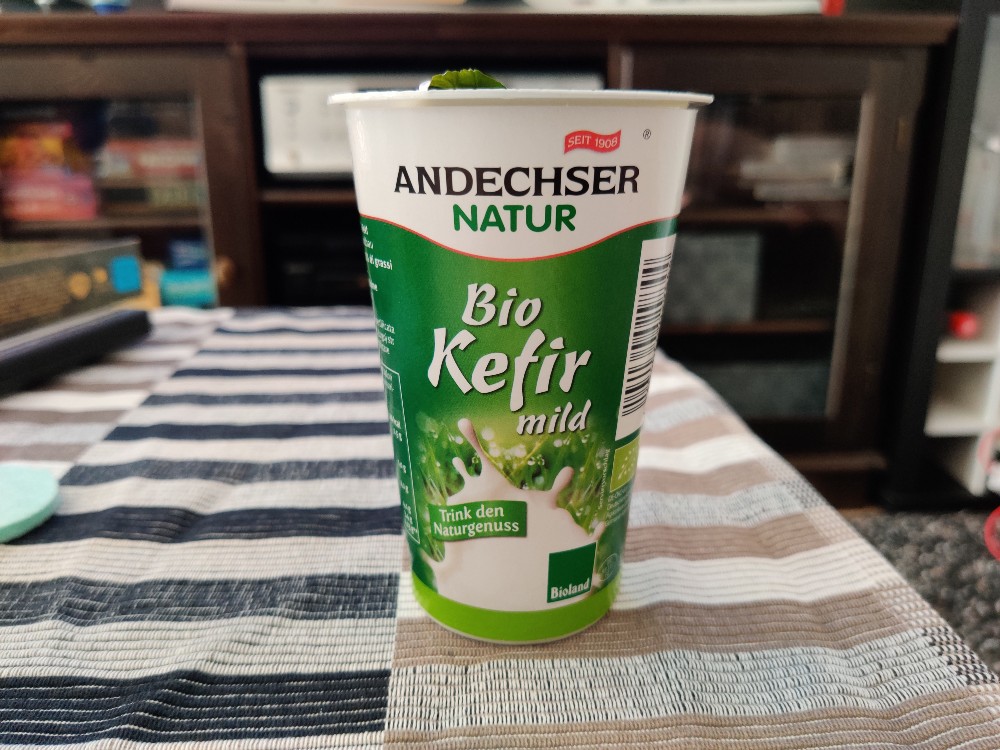 SEIT 1908
®
ANDECHSER
NATUR
Bio
Kefir
mild
Trink den
Naturgenuss
Bioland